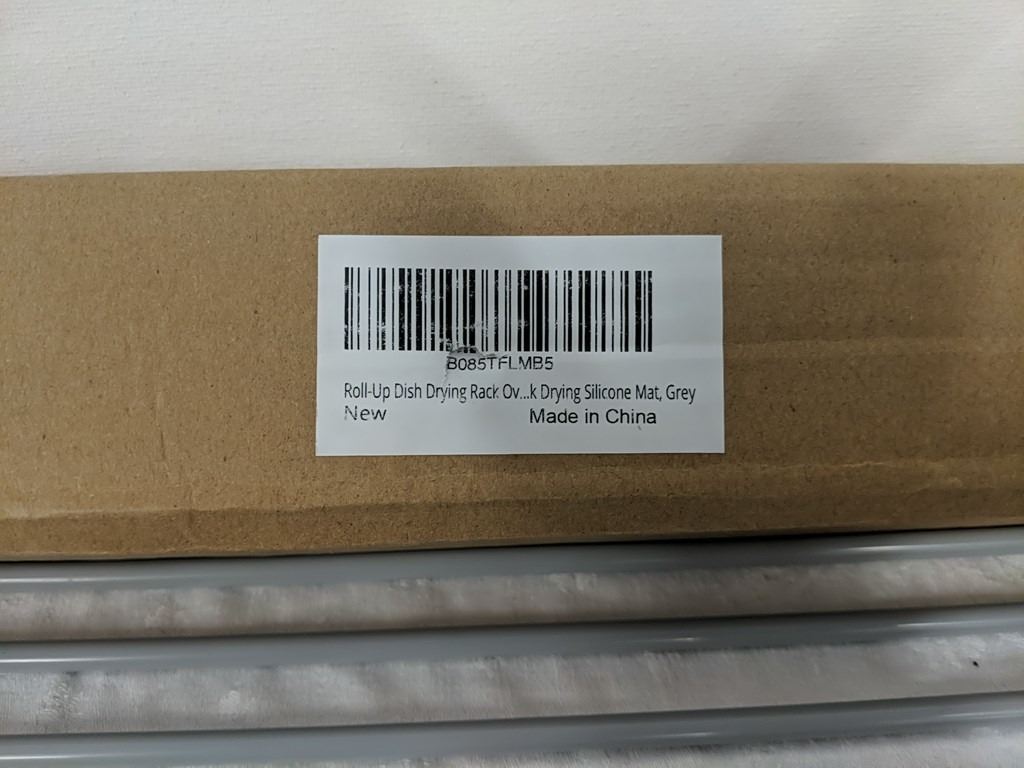 B085TFLMB5
Roll-Up Dish Drying Rack Ov...k Drying Silicone Mat, Grey
New Made in China